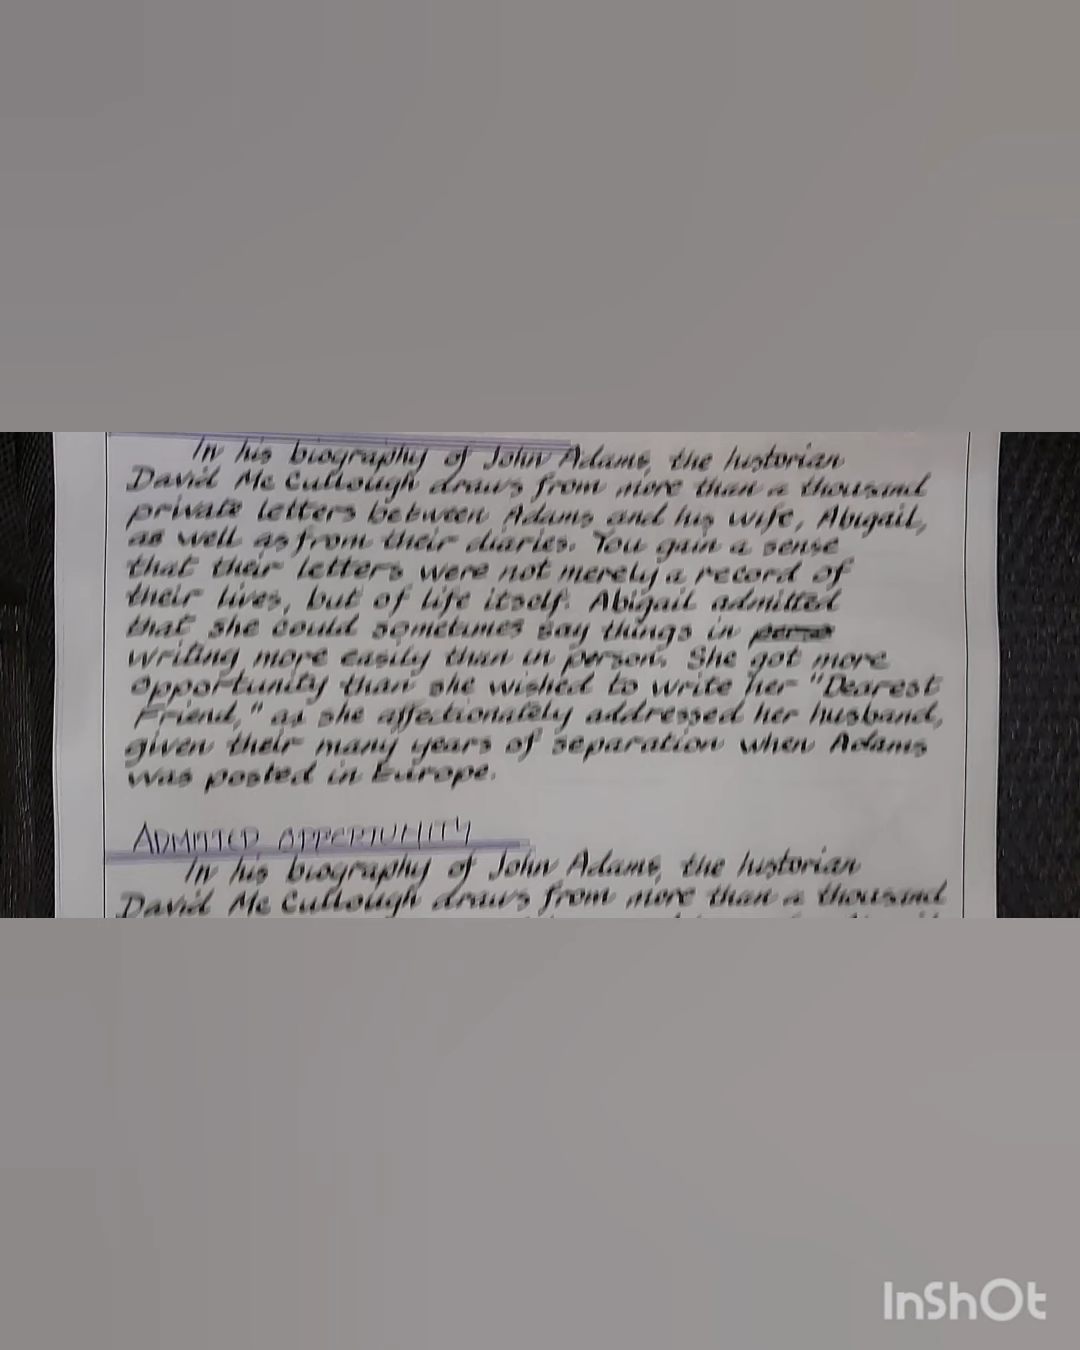 In his biography of John Adams, the historian
David Mc Cullough draws from more than a thousand
private letters between Adams and his wife, Abigail,
as well as from their diaries. You gain a sense
that their letters were not merely a record of
their lives, but of life itself. Abigail admitted
that she could sometimes say things in
writing more easily than in person. She got more
opportunity than she wished to write her "Dearest
Friend," as she affectionately addressed her husband,
given their many years of separation when Adams
was posted in Europe.
ADMITTED OPPERTUNITY
In his biography of John Adams, the historian
David Mc Cullough draws from more than a thousand
InShOt